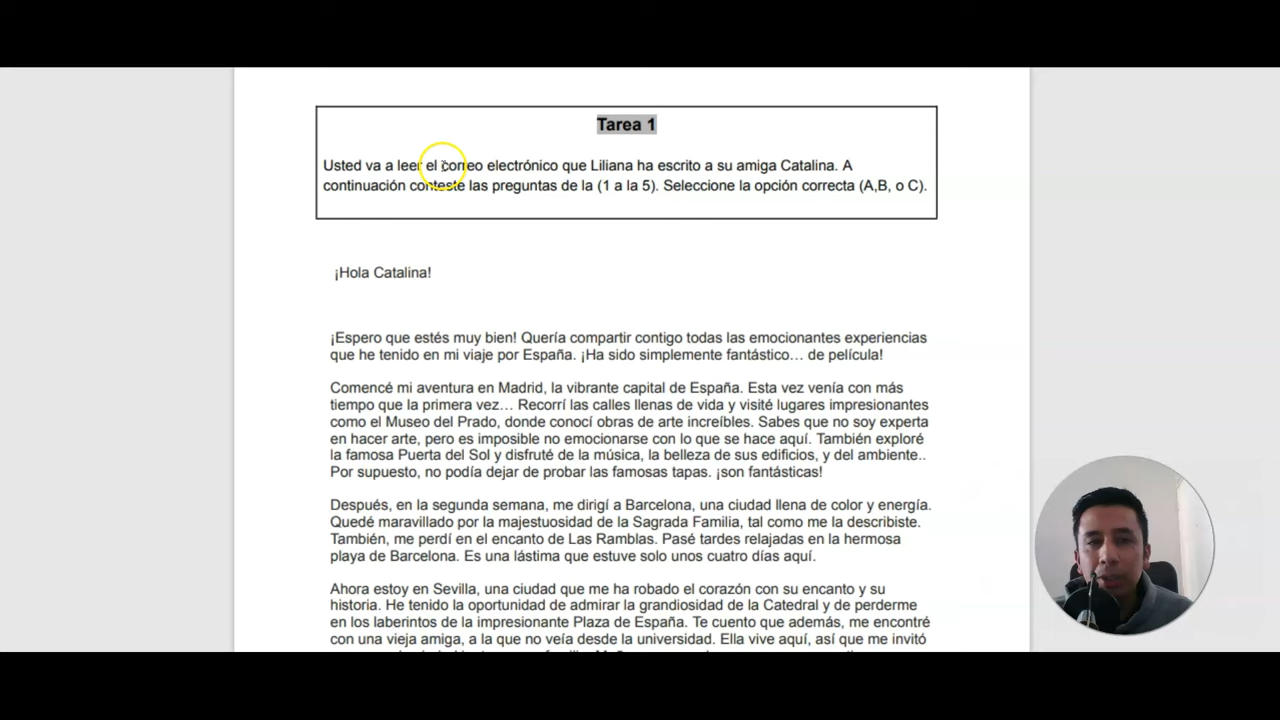 Tarea 1
Usted va a leer el correo electrónico que Liliana ha escrito a su amiga Catalina. A
continuación conteste las preguntas de la (1 a la 5). Seleccione la opción correcta (A,B, o C).
¡Hola Catalina!
¡Espero que estés muy bien! Quería compartir contigo todas las emocionantes experiencias
que he tenido en mi viaje por España. ¡Ha sido simplemente fantástico… de película!
Comencé mi aventura en Madrid, la vibrante capital de España. Esta vez venía con más
tiempo que la primera vez… Recorrí las calles llenas de vida y visité lugares impresionantes
como el Museo del Prado, donde conocí obras de arte increíbles. Sabes que no soy experta
en hacer arte, pero es imposible no emocionarse con lo que se hace aquí. También exploré
la famosa Puerta del Sol y disfruté de la música, la belleza de sus edificios, y del ambiente..
Por supuesto, no podía dejar de probar las famosas tapas. ¡son fantásticas!
Después, en la segunda semana, me dirigí a Barcelona, una ciudad llena de color y energía.
Quedé maravillado por la majestuosidad de la Sagrada Familia, tal como me la describiste.
También, me perdí en el encanto de Las Ramblas. Pasé tardes relajadas en la hermosa
playa de Barcelona. Es una lástima que estuve solo unos cuatro días aquí.
Ahora estoy en Sevilla, una ciudad que me ha robado el corazón con su encanto y su
historia. He tenido la oportunidad de admirar la grandiosidad de la Catedral y de perderme
en los laberintos de la impresionante Plaza de España. Te cuento que además, me encontré
con una vieja amiga, a la que no veía desde la universidad. Ella vive aquí, así que me invitó